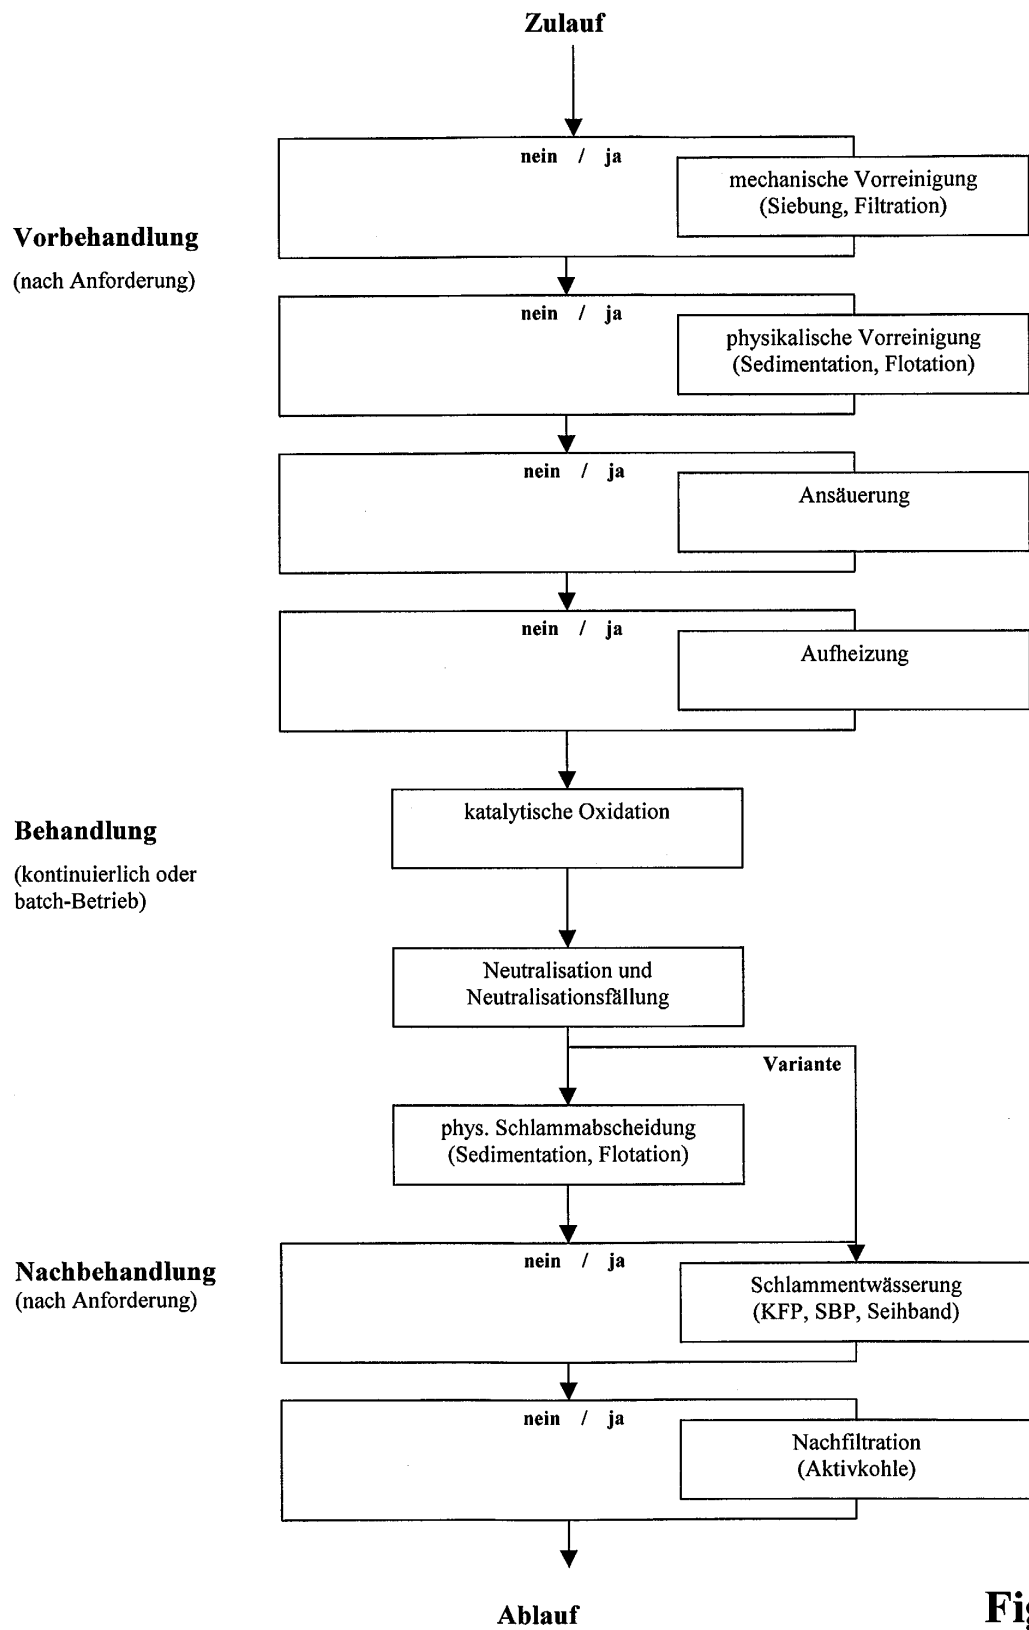 Zulauf
nein / ja
mechanische Vorreinigung
(Siebung, Filtration)
Vorbehandlung
(nach Anforderung)
nein / ja
physikalische Vorreinigung
(Sedimentation, Flotation)
nein / ja
Ansäuerung
nein / ja
Aufheizung
katalytische Oxidation
Behandlung
(kontinuierlich oder
batch-Betrieb)
Neutralisation und
Neutralisationsfällung
Variante
phys. Schlammabscheidung
(Sedimentation, Flotation)
nein / ja
Nachbehandlung
(nach Anforderung)
Schlammentwässerung
(KFP, SBP, Seihband)
nein / ja
Nachfiltration
(Aktivkohle)
Ablauf